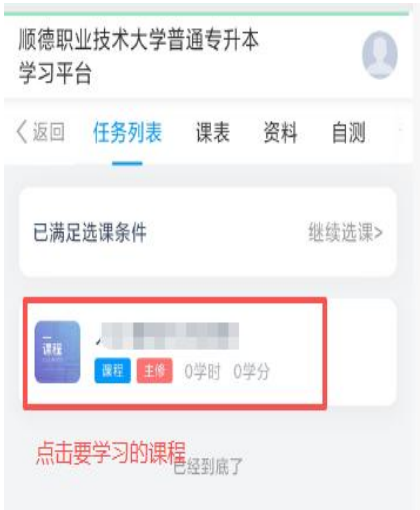 顺德职业技术大学普通专升本
学习平台
返回 任务列表 课表 资料 自测
已满足选课条件 继续选课>
课程
课程 主修 0学时 0学分
点击要学习的课程
已经到底了